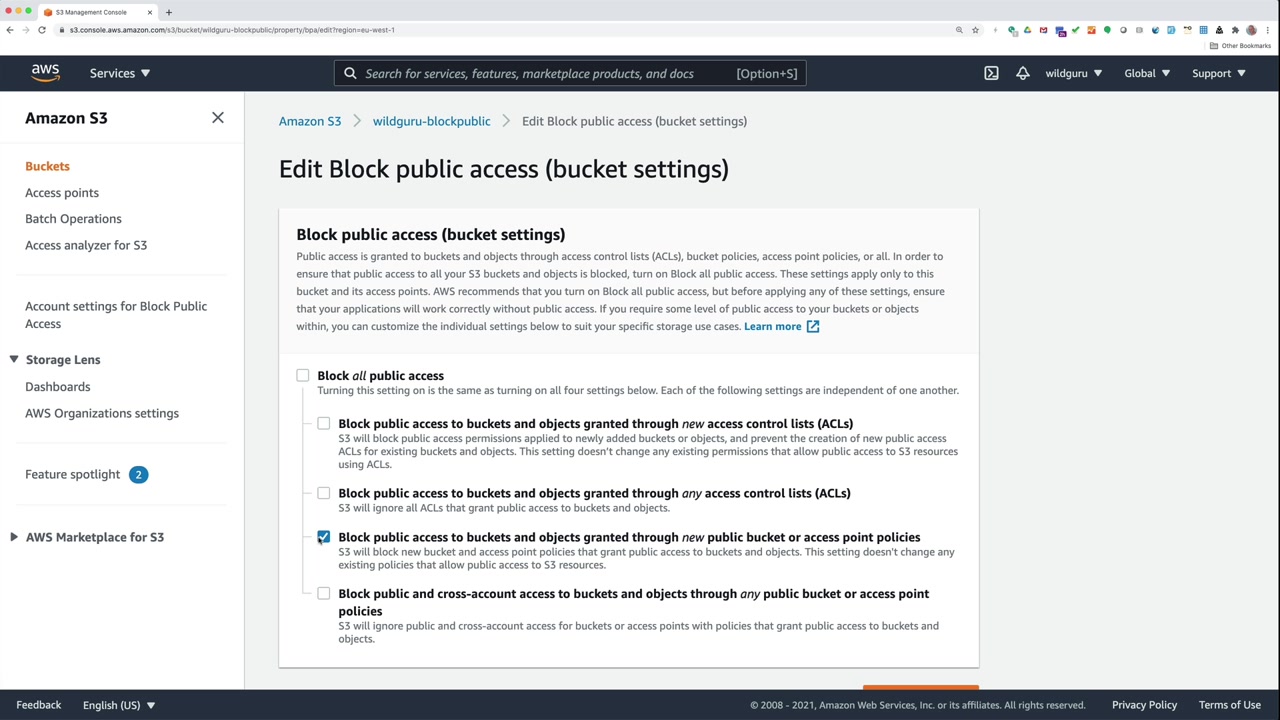 S3 Management Console
s3.console.aws.amazon.com/s3/bucket/wildguru-blockpublic/property/bpa/edit?region=eu-west-1
Other Bookmarks
aws
Services
Search for services, features, marketplace products, and docs [Option+S]
wildguru
Global
Support
Amazon S3
Buckets
Access points
Batch Operations
Access analyzer for S3
Account settings for Block Public
Access
Storage Lens
Dashboards
AWS Organizations settings
Feature spotlight 2
AWS Marketplace for S3
Amazon S3 > wildguru-blockpublic > Edit Block public access (bucket settings)
Edit Block public access (bucket settings)
Block public access (bucket settings)
Public access is granted to buckets and objects through access control lists (ACLs), bucket policies, access point policies, or all. In order to
ensure that public access to all your S3 buckets and objects is blocked, turn on Block all public access. These settings apply only to this
bucket and its access points. AWS recommends that you turn on Block all public access, but before applying any of these settings, ensure
that your applications will work correctly without public access. If you require some level of public access to your buckets or objects
within, you can customize the individual settings below to suit your specific storage use cases. Learn more
Block all public access
Turning this setting on is the same as turning on all four settings below. Each of the following settings are independent of one another.
Block public access to buckets and objects granted through new access control lists (ACLs)
S3 will block public access permissions applied to newly added buckets or objects, and prevent the creation of new public access
ACLs for existing buckets and objects. This setting doesn't change any existing permissions that allow public access to S3 resources
using ACLs.
Block public access to buckets and objects granted through any access control lists (ACLs)
S3 will ignore all ACLs that grant public access to buckets and objects.
Block public access to buckets and objects granted through new public bucket or access point policies
S3 will block new bucket and access point policies that grant public access to buckets and objects. This setting doesn't change any
existing policies that allow public access to S3 resources.
Block public and cross-account access to buckets and objects through any public bucket or access point
policies
S3 will ignore public and cross-account access for buckets or access points with policies that grant public access to buckets and
objects.
Feedback
English (US)
© 2008 - 2021, Amazon Web Services, Inc. or its affiliates. All rights reserved.
Privacy Policy
Terms of Use